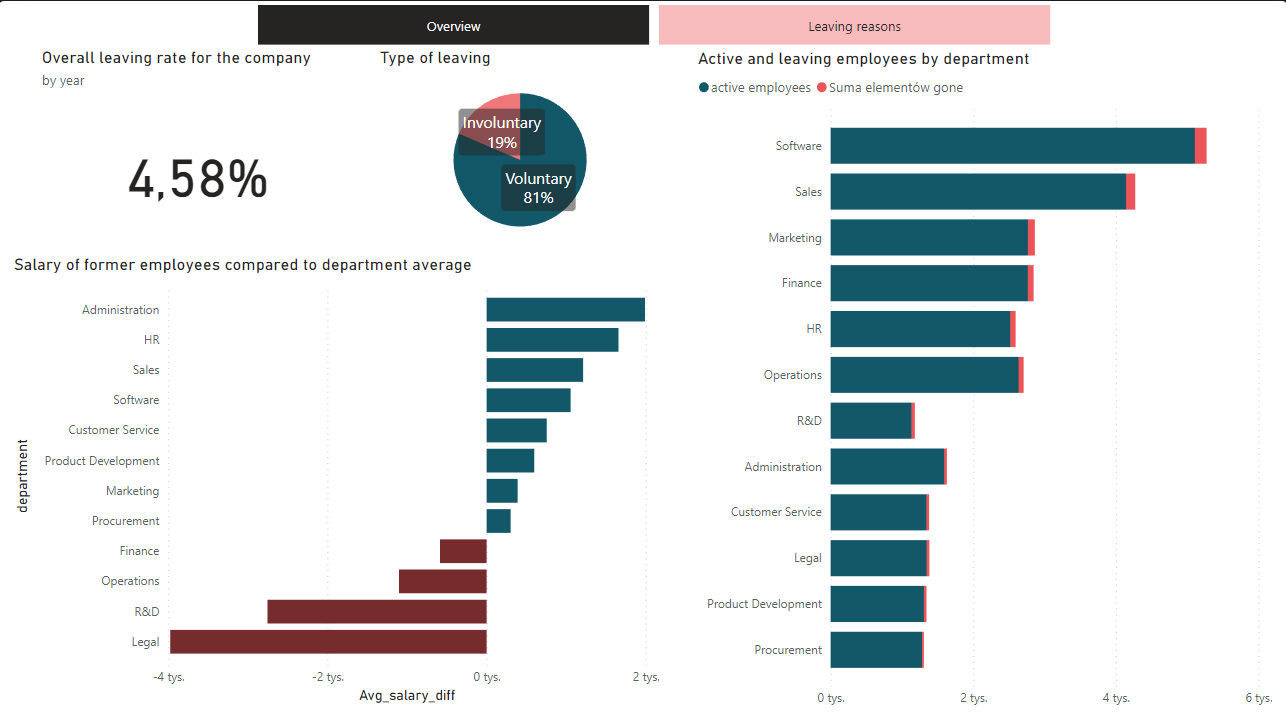 Overview
Leaving reasons
Overall leaving rate for the company
by year
4,58%
Type of leaving
Involuntary
19%
Voluntary
81%
Salary of former employees compared to department average
department
Administration
HR
Sales
Software
Customer Service
Product Development
Marketing
Procurement
Finance
Operations
R&D
Legal
-4 tys.
-2 tys.
0 tys.
2 tys.
Avg_salary_diff
Active and leaving employees by department
active employees
Suma elementów gone
Software
Sales
Marketing
Finance
HR
Operations
R&D
Administration
Customer Service
Legal
Product Development
Procurement
0 tys.
2 tys.
4 tys.
6 tys.